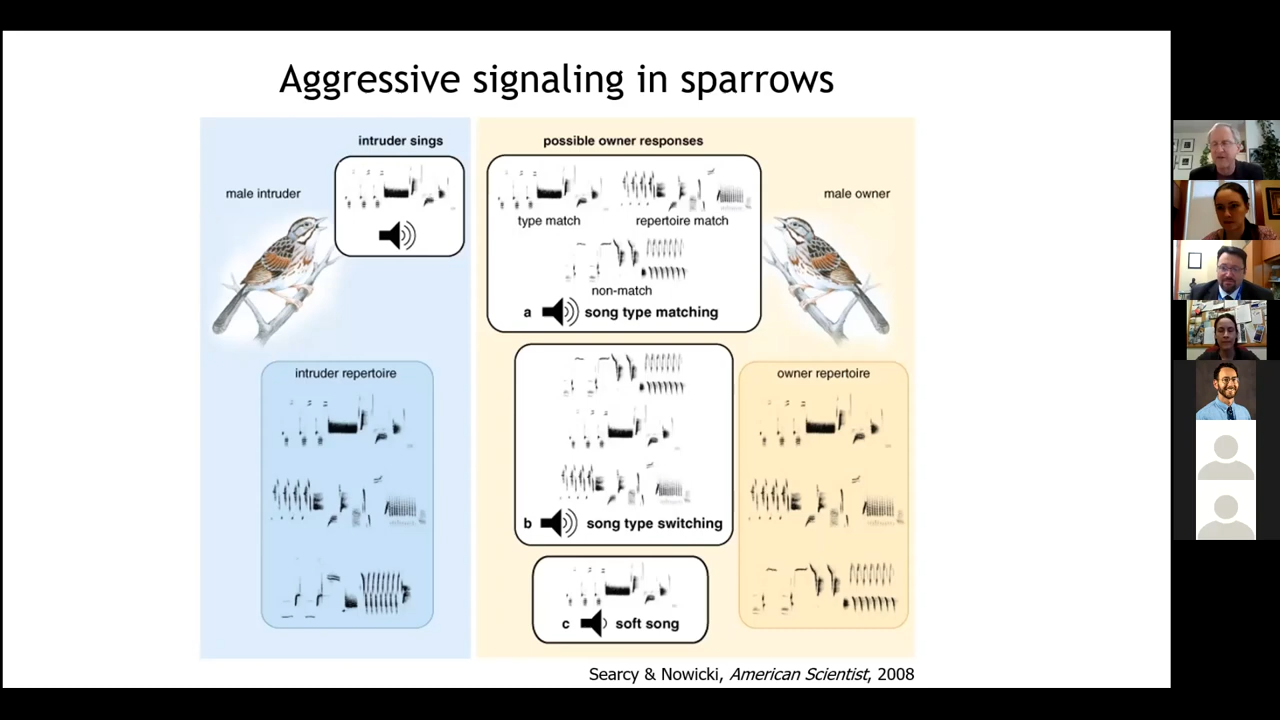 Aggressive signaling in sparrows
intruder sings
male intruder
intruder repertoire
possible owner responses
type match
repertoire match
non-match
a song type matching
b song type switching
c soft song
male owner
owner repertoire
Searcy & Nowicki, American Scientist, 2008